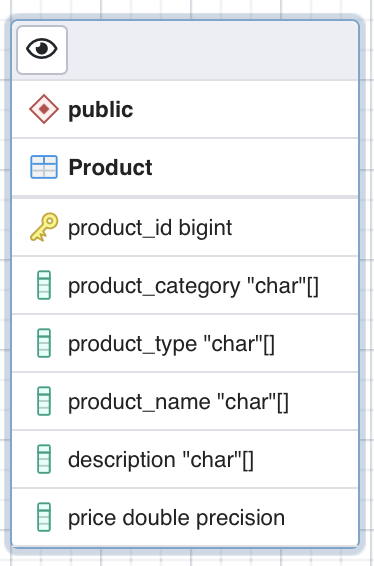 public
Product
product_id bigint
product_category "char"[]
product_type "char"[]
product_name "char"[]
description "char"[]
price double precision